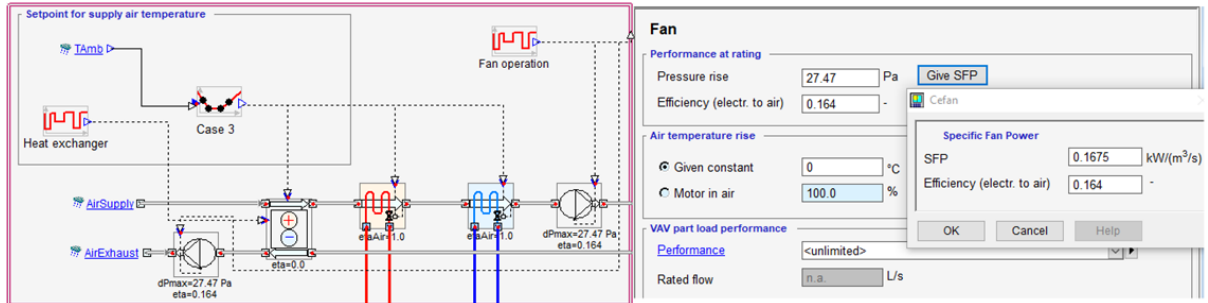 Setpoint for supply air temperature
TAmb
Fan operation
Case 3
Heat exchanger
AirSupply
etaAir=1.0
etaAir=1.0
dPmax=27.47 Pa
eta=0.164
AirExhaust
eta=0.0
dPmax=27.47 Pa
eta=0.164
Fan
Performance at rating
Pressure rise 27.47 Pa Give SFP
Efficiency (electr. to air) 0.164 -
Air temperature rise
Given constant 0 °C
Motor in air 100.0 %
VAV part load performance
Performance <unlimited>
Rated flow n.a. L/s
Cefan
Specific Fan Power
SFP 0.1675 kW/(m³/s)
Efficiency (electr. to air) 0.164 -
OK Cancel Help